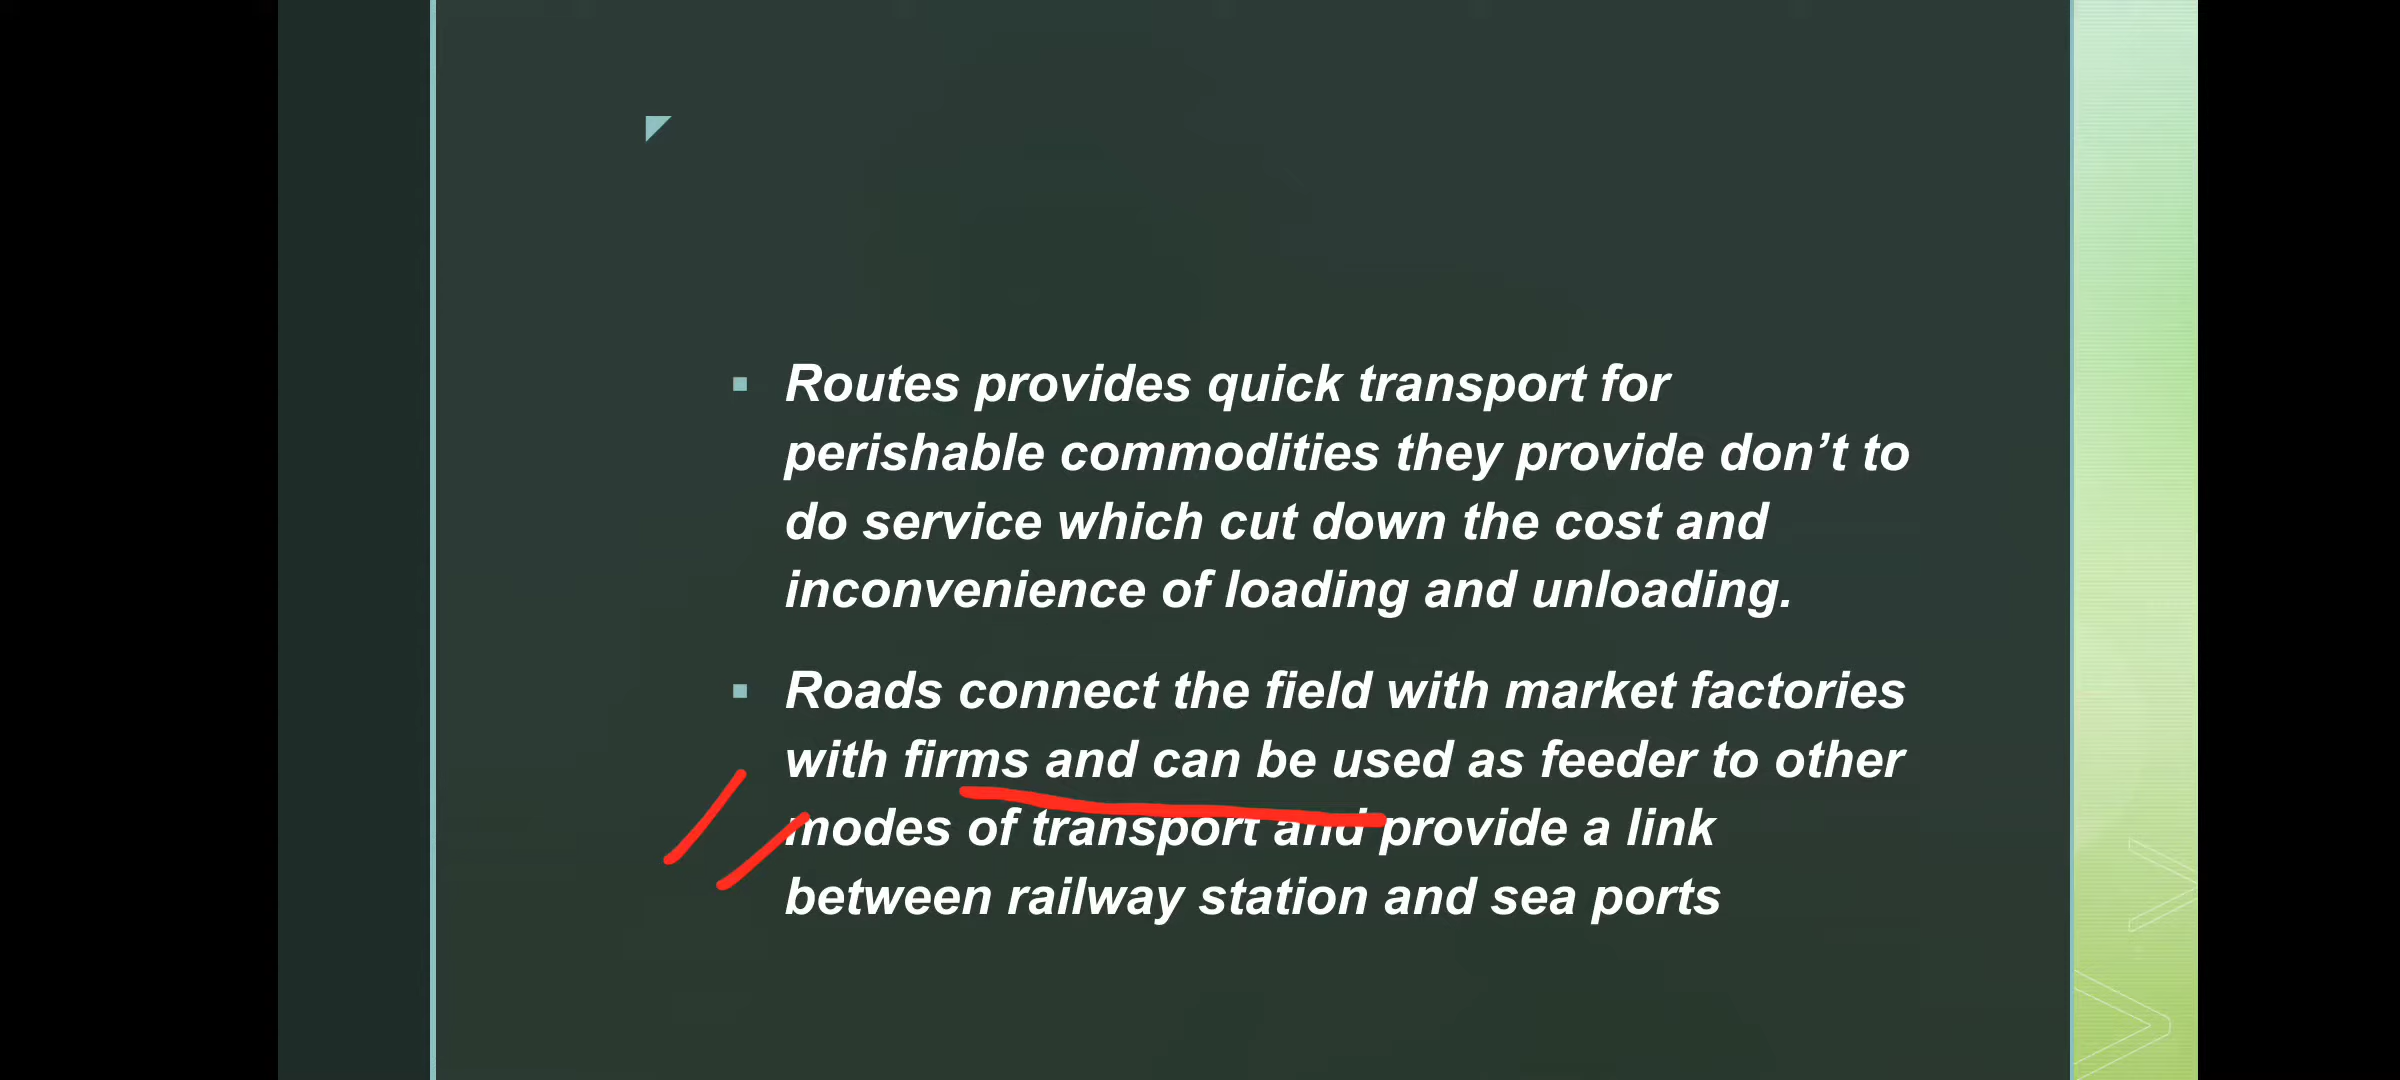 Routes provides quick transport for
perishable commodities they provide don’t to
do service which cut down the cost and
inconvenience of loading and unloading.
Roads connect the field with market factories
with firms and can be used as feeder to other
modes of transport and provide a link
between railway station and sea ports